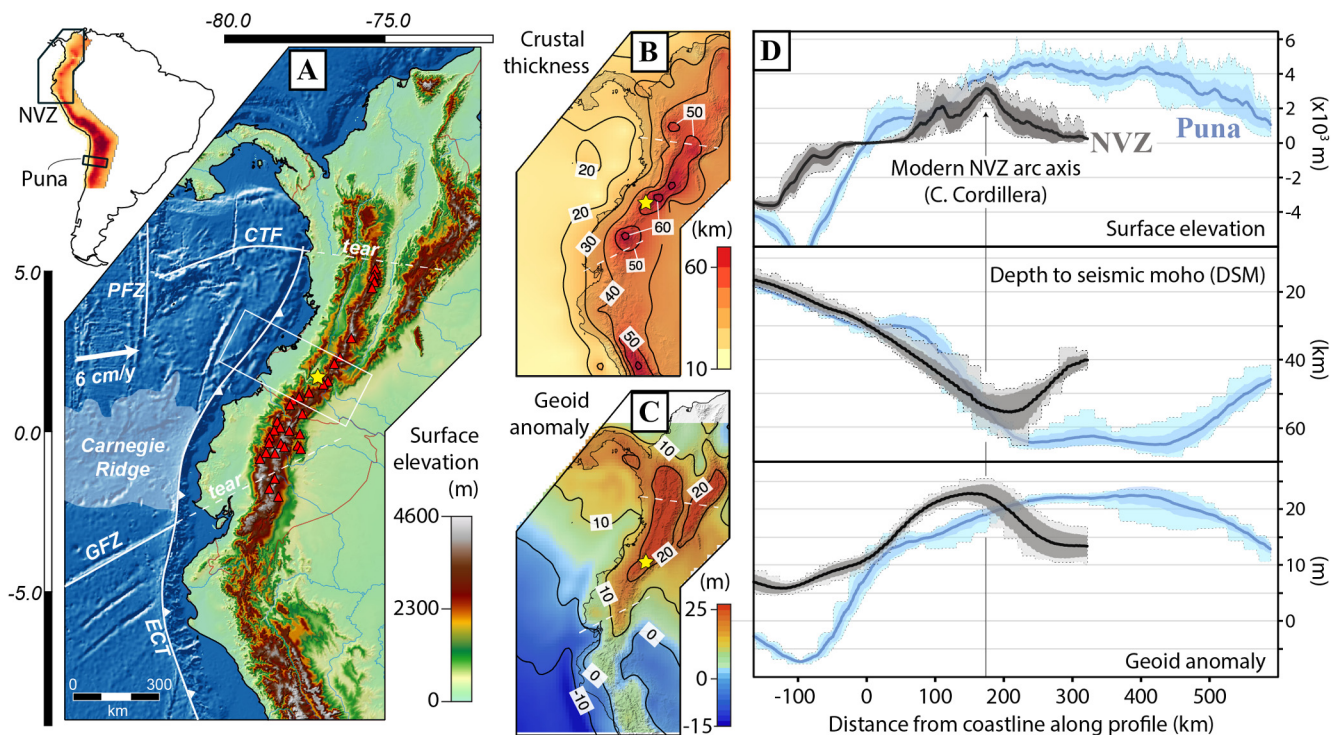 -80.0
-75.0
NVZ
Puna
A
CTF
tear
5.0
PFZ
6 cm/y
0.0
Carnegie
Ridge
tear
GFZ
-5.0
ECT
0 300
km
Surface
elevation
(m)
4600
2300
0
Crustal
thickness
B
50
20
20
30
60
50
40
50
(km)
60
10
Geoid
anomaly
C
10
10
20
20
10
10
0
0
-10
(m)
25
0
-15
D
6
4
2
0
-2
-4
(x10³ m)
Puna
NVZ
Modern NVZ arc axis
(C. Cordillera)
Surface elevation
Depth to seismic moho (DSM)
20
40
60
(km)
20
10
0
(m)
Geoid anomaly
-100 0 100 200 300 400 500
Distance from coastline along profile (km)